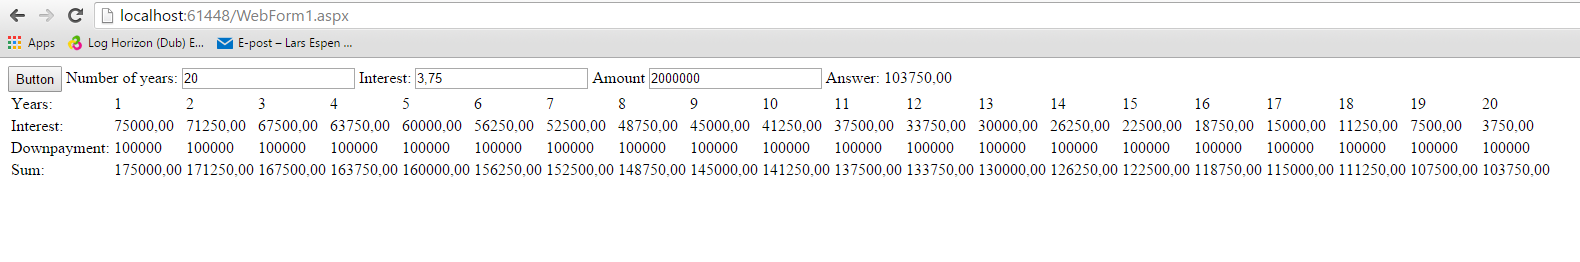 localhost:61448/WebForm1.aspx
Apps Log Horizon (Dub) E... E-post – Lars Espen ...
Button Number of years: 20 Interest: 3,75 Amount 2000000 Answer: 103750,00
Years: 1 2 3 4 5 6 7 8 9 10 11 12 13 14 15 16 17 18 19 20
Interest: 75000,00 71250,00 67500,00 63750,00 60000,00 56250,00 52500,00 48750,00 45000,00 41250,00 37500,00 33750,00 30000,00 26250,00 22500,00 18750,00 15000,00 11250,00 7500,00 3750,00
Downpayment: 100000 100000 100000 100000 100000 100000 100000 100000 100000 100000 100000 100000 100000 100000 100000 100000 100000 100000 100000 100000
Sum: 175000,00 171250,00 167500,00 163750,00 160000,00 156250,00 152500,00 148750,00 145000,00 141250,00 137500,00 133750,00 130000,00 126250,00 122500,00 118750,00 115000,00 111250,00 107500,00 103750,00